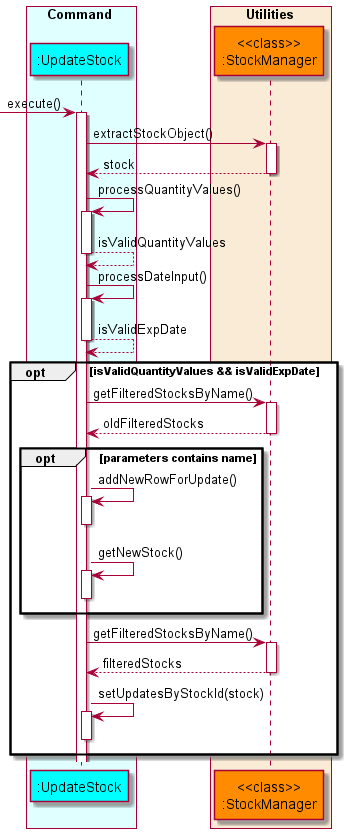 Command
Utilities
:UpdateStock
<<class>>
:StockManager
execute()
extractStockObject()
stock
processQuantityValues()
isValidQuantityValues
processDateInput()
isValidExpDate
opt
[isValidQuantityValues && isValidExpDate]
getFilteredStocksByName()
oldFilteredStocks
opt
[parameters contains name]
addNewRowForUpdate()
getNewStock()
getFilteredStocksByName()
filteredStocks
setUpdatesByStockId(stock)
:UpdateStock
<<class>>
:StockManager